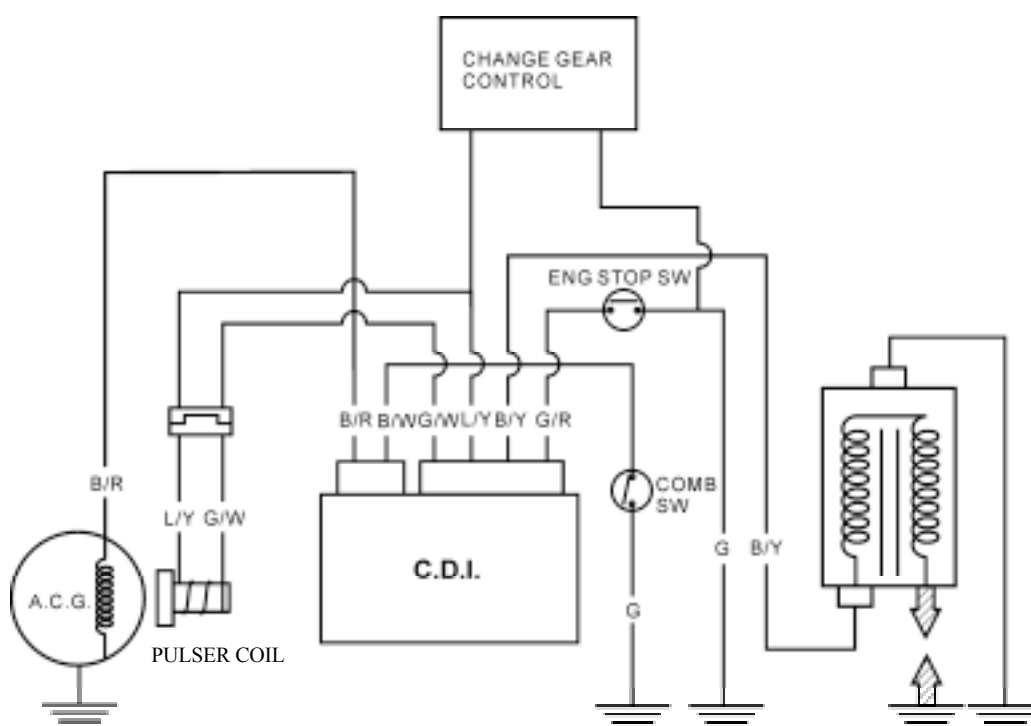 CHANGE GEAR
CONTROL
ENG STOP SW
B/R
B/W
G/W
L/Y
B/Y
G/R
B/R
L/Y
G/W
COMB
SW
C.D.I.
A.C.G.
G
G
B/Y
PULSER COIL